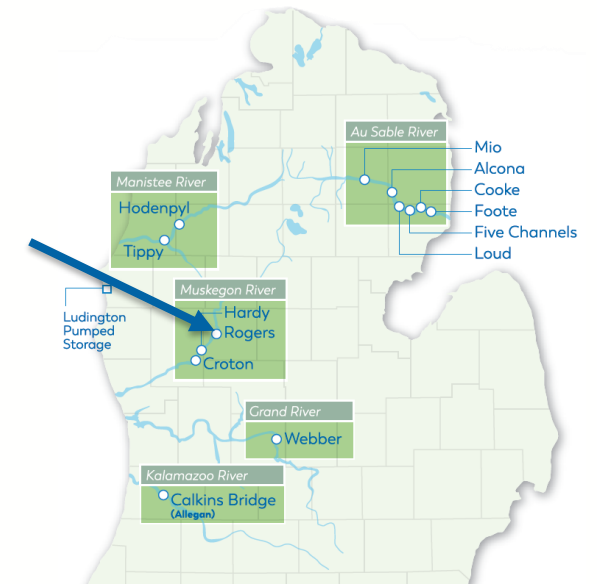 Au Sable River
Mio
Alcona
Cooke
Foote
Five Channels
Loud
Manistee River
Hodenpyl
Tippy
Ludington
Pumped
Storage
Muskegon River
Hardy
Rogers
Croton
Grand River
Webber
Kalamazoo River
Calkins Bridge
(Allegan)